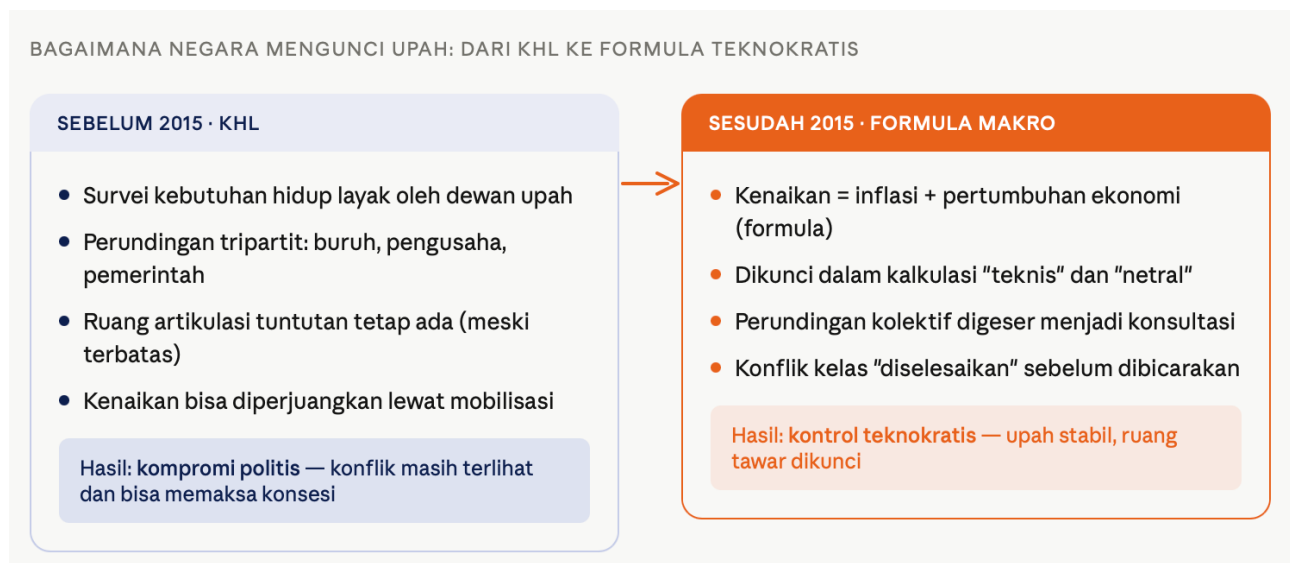 BAGAIMANA NEGARA MENGUNCI UPAH: DARI KHL KE FORMULA TEKNOKRATIS
SEBELUM 2015 · KHL
• Survei kebutuhan hidup layak oleh dewan upah
• Perundingan tripartit: buruh, pengusaha,
pemerintah
• Ruang artikulasi tuntutan tetap ada (meski
terbatas)
• Kenaikan bisa diperjuangkan lewat mobilisasi
Hasil: kompromi politis — konflik masih terlihat
dan bisa memaksa konsesi
SESUDAH 2015 · FORMULA MAKRO
• Kenaikan = inflasi + pertumbuhan ekonomi
(formula)
• Dikunci dalam kalkulasi "teknis" dan "netral"
• Perundingan kolektif digeser menjadi konsultasi
• Konflik kelas "diselesaikan" sebelum dibicarakan
Hasil: kontrol teknokratis — upah stabil, ruang
tawar dikunci